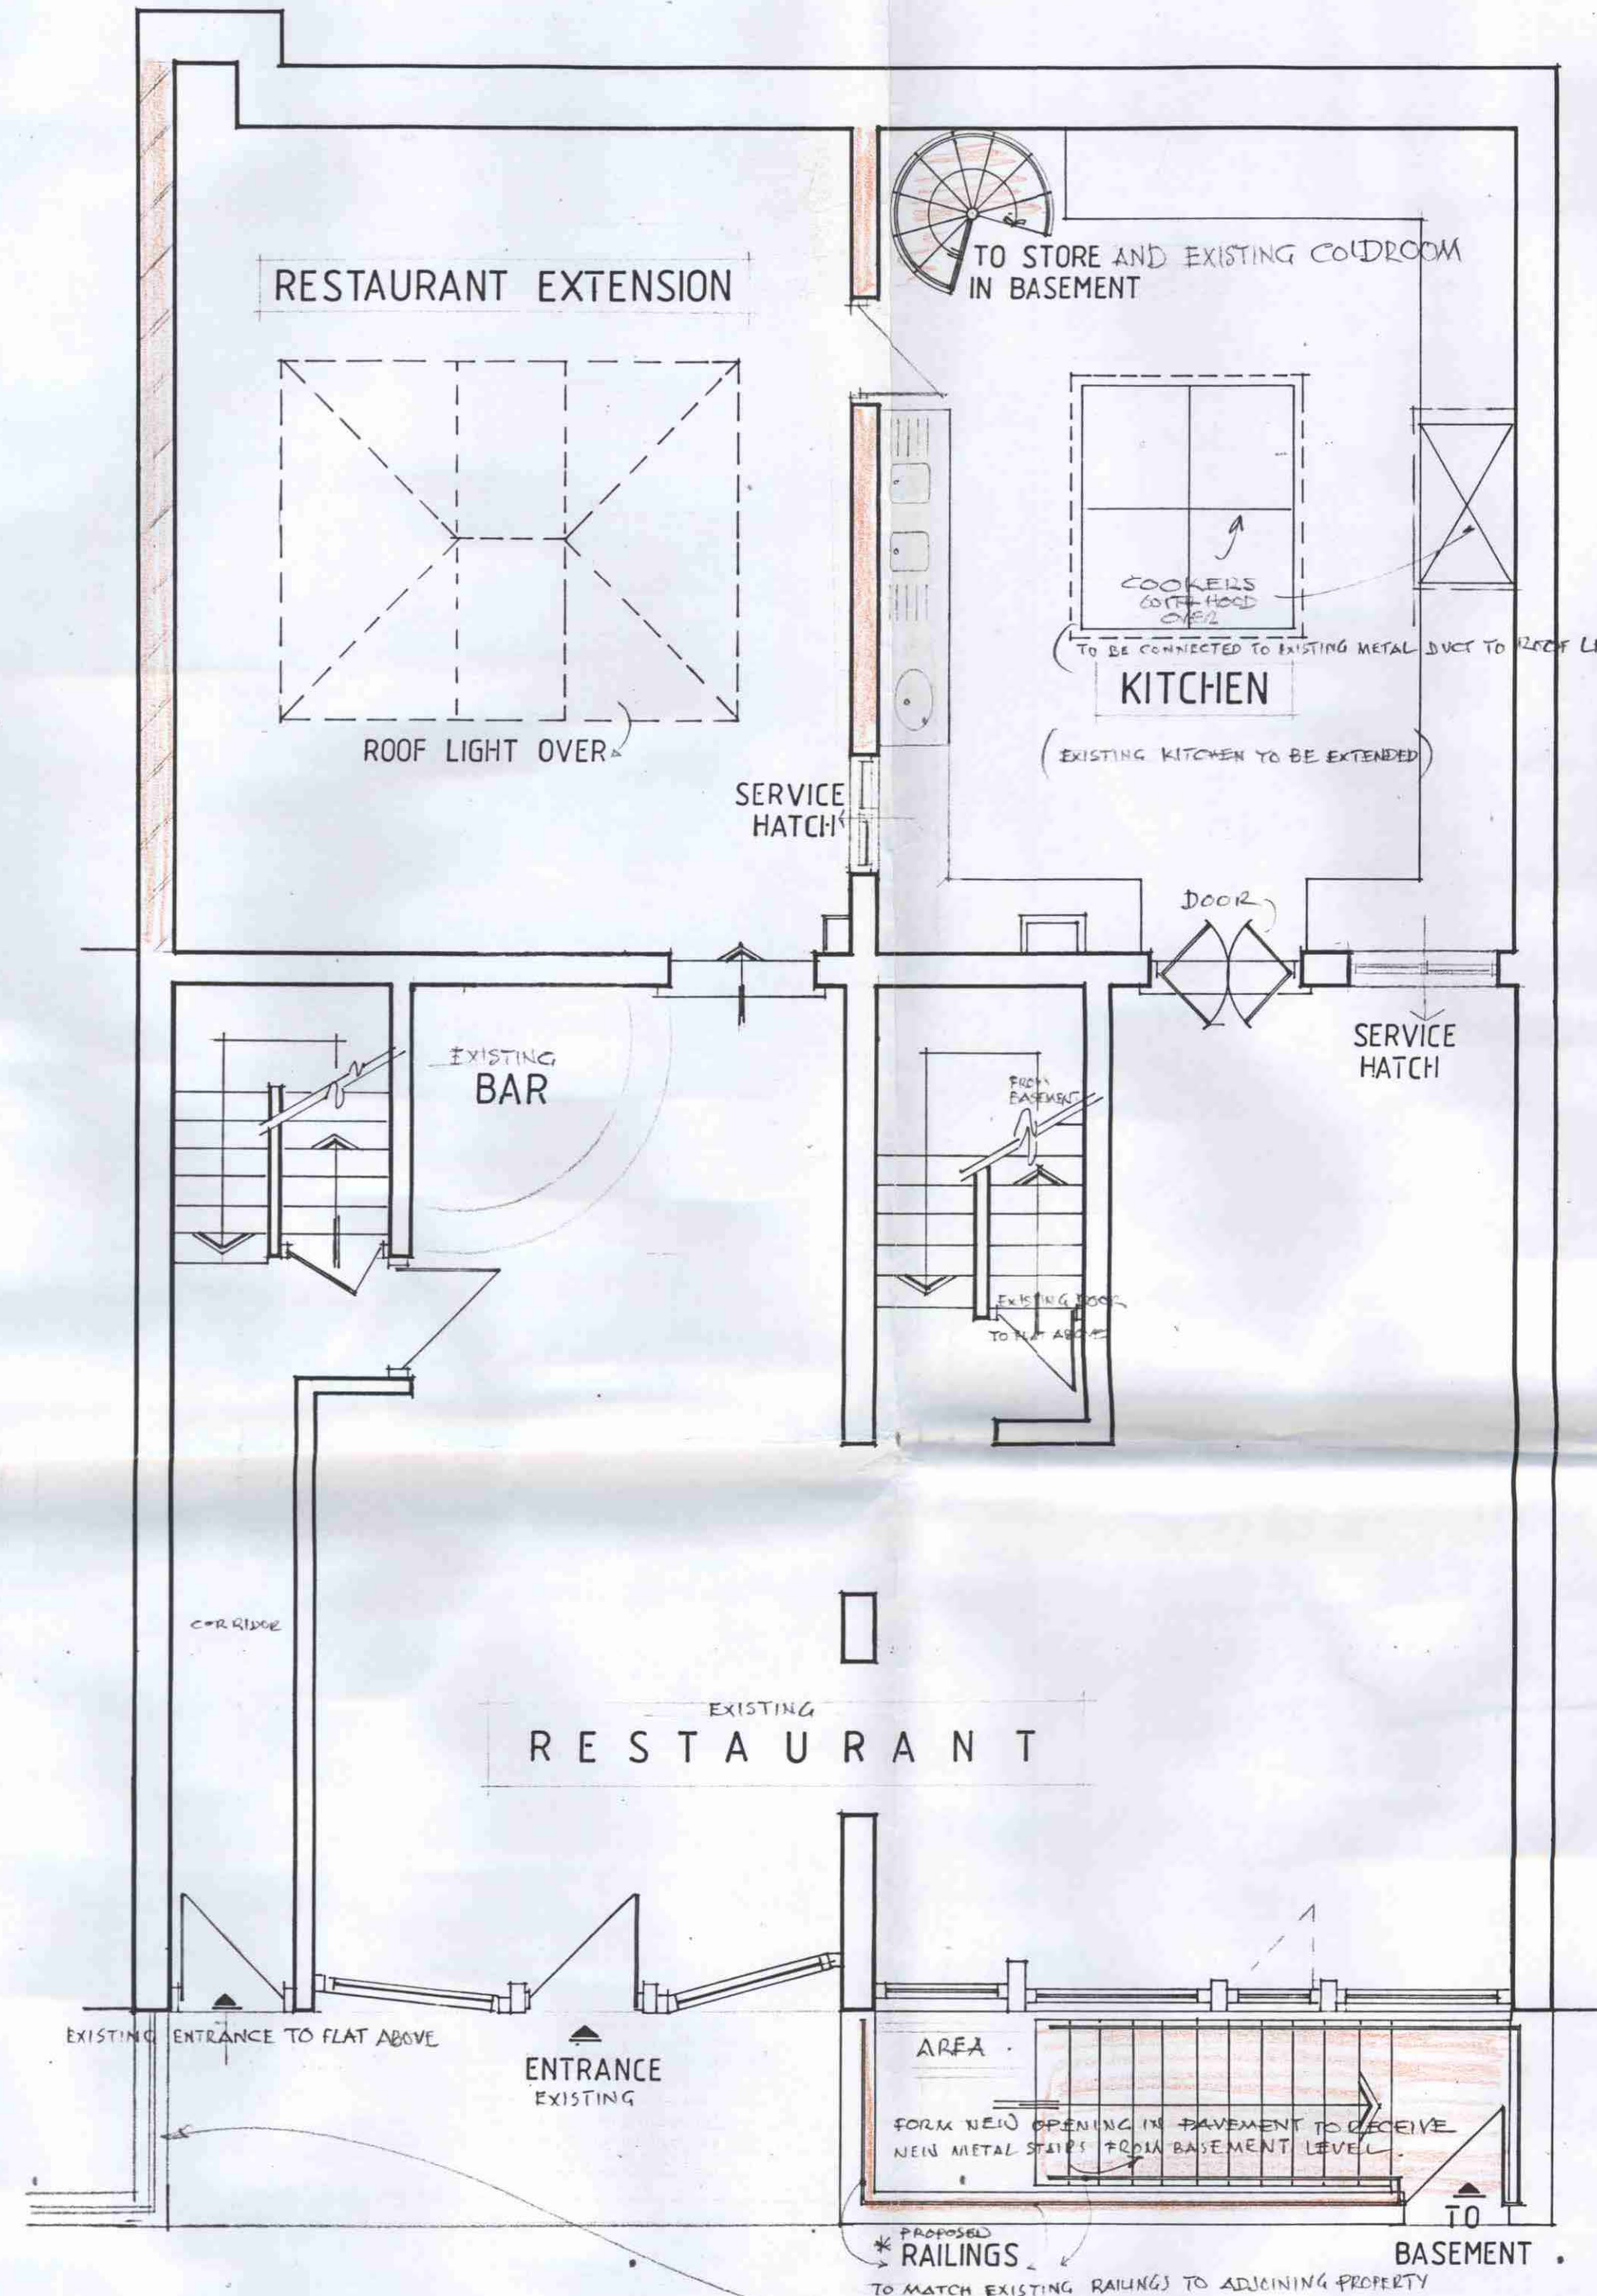 RESTAURANT EXTENSION
TO STORE AND EXISTING COLDROOM
IN BASEMENT
COOKERS
WITH HOOD
OVER
(TO BE CONNECTED TO EXISTING METAL DUCT TO ROOF
KITCHEN
(EXISTING KITCHEN TO BE EXTENDED)
ROOF LIGHT OVER
SERVICE
HATCH
DOOR
SERVICE
HATCH
EXISTING
BAR
FROM
BASEMENT
EXISTING DOOR
TO FLAT ABOVE
CORRIDOR
EXISTING
RESTAURANT
EXISTING ENTRANCE TO FLAT ABOVE
ENTRANCE
EXISTING
AREA
FORM NEW OPENING IN PAVEMENT TO RECEIVE
NEW METAL STAIRS FROM BASEMENT LEVEL.
TO
BASEMENT
* PROPOSED
RAILINGS
TO MATCH EXISTING RAILINGS TO ADJOINING PROPERTY